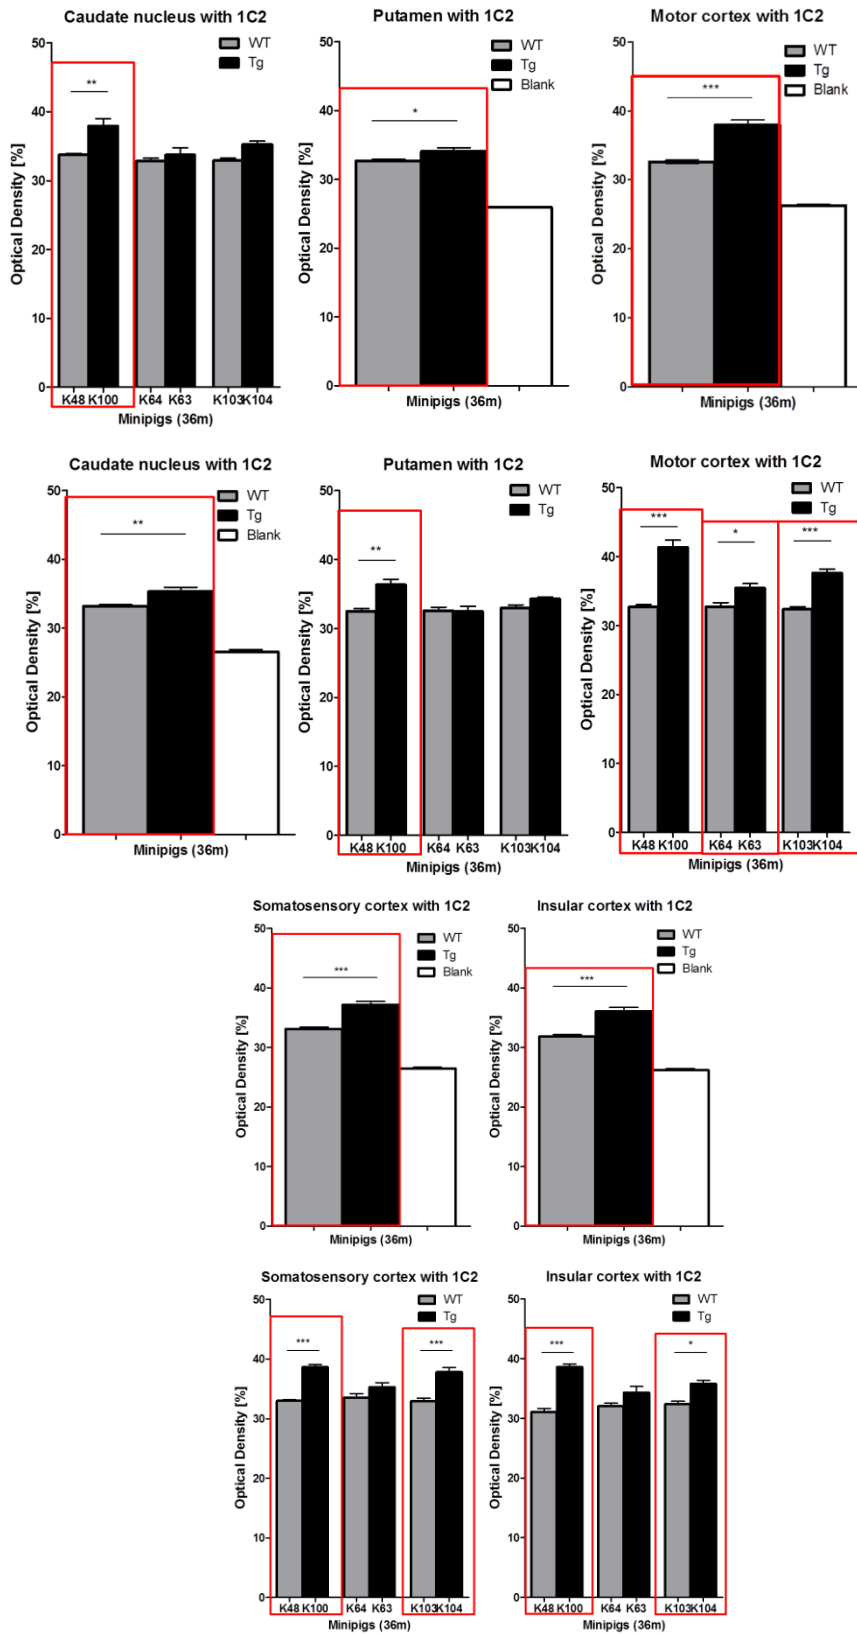 Caudate nucleus with 1C2
WT
Tg
**
Optical Density [%]
50
40
30
20
10
0
K48 K100 K64 K63 K103 K104
Minipigs (36m)
Putamen with 1C2
WT
Tg
Blank
*
Optical Density [%]
50
40
30
20
10
0
Minipigs (36m)
Motor cortex with 1C2
WT
Tg
Blank
***
Optical Density [%]
50
40
30
20
10
0
Minipigs (36m)
Caudate nucleus with 1C2
WT
Tg
Blank
**
Optical Density [%]
50
40
30
20
10
0
Minipigs (36m)
Putamen with 1C2
WT
Tg
**
Optical Density [%]
50
40
30
20
10
0
K48 K100 K64 K63 K103 K104
Minipigs (36m)
Motor cortex with 1C2
WT
Tg
*** * ***
Optical Density [%]
50
40
30
20
10
0
K48 K100 K64 K63 K103 K104
Minipigs (36m)
Somatosensory cortex with 1C2
WT
Tg
Blank
***
Optical Density [%]
50
40
30
20
10
0
Minipigs (36m)
Insular cortex with 1C2
WT
Tg
Blank
***
Optical Density [%]
50
40
30
20
10
0
Minipigs (36m)
Somatosensory cortex with 1C2
WT
Tg
*** ***
Optical Density [%]
50
40
30
20
10
0
K48 K100 K64 K63 K103 K104
Minipigs (36m)
Insular cortex with 1C2
WT
Tg
*** *
Optical Density [%]
50
40
30
20
10
0
K48 K100 K64 K63 K103 K104
Minipigs (36m)